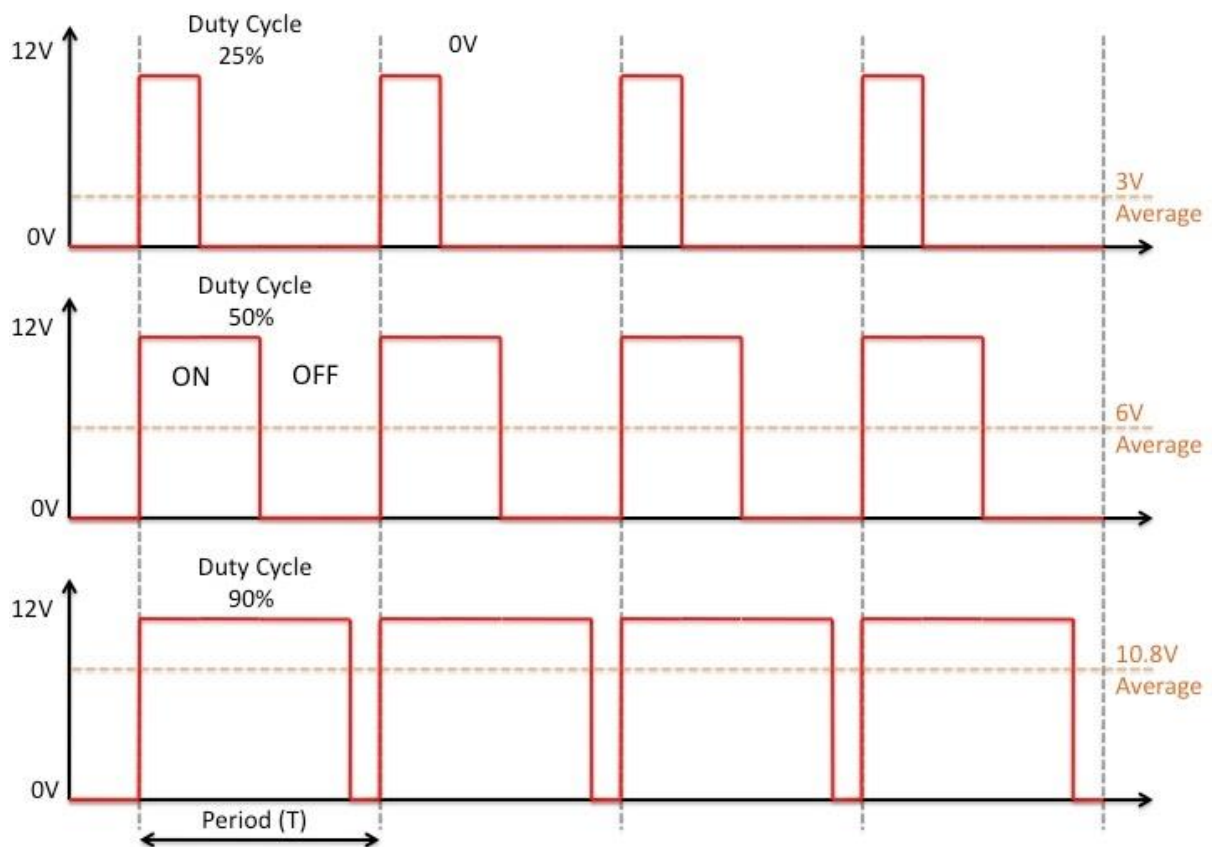 Duty Cycle
25%
0V
12V
3V
Average
0V
Duty Cycle
50%
12V
ON
OFF
6V
Average
0V
Duty Cycle
90%
12V
10.8V
Average
0V
Period (T)